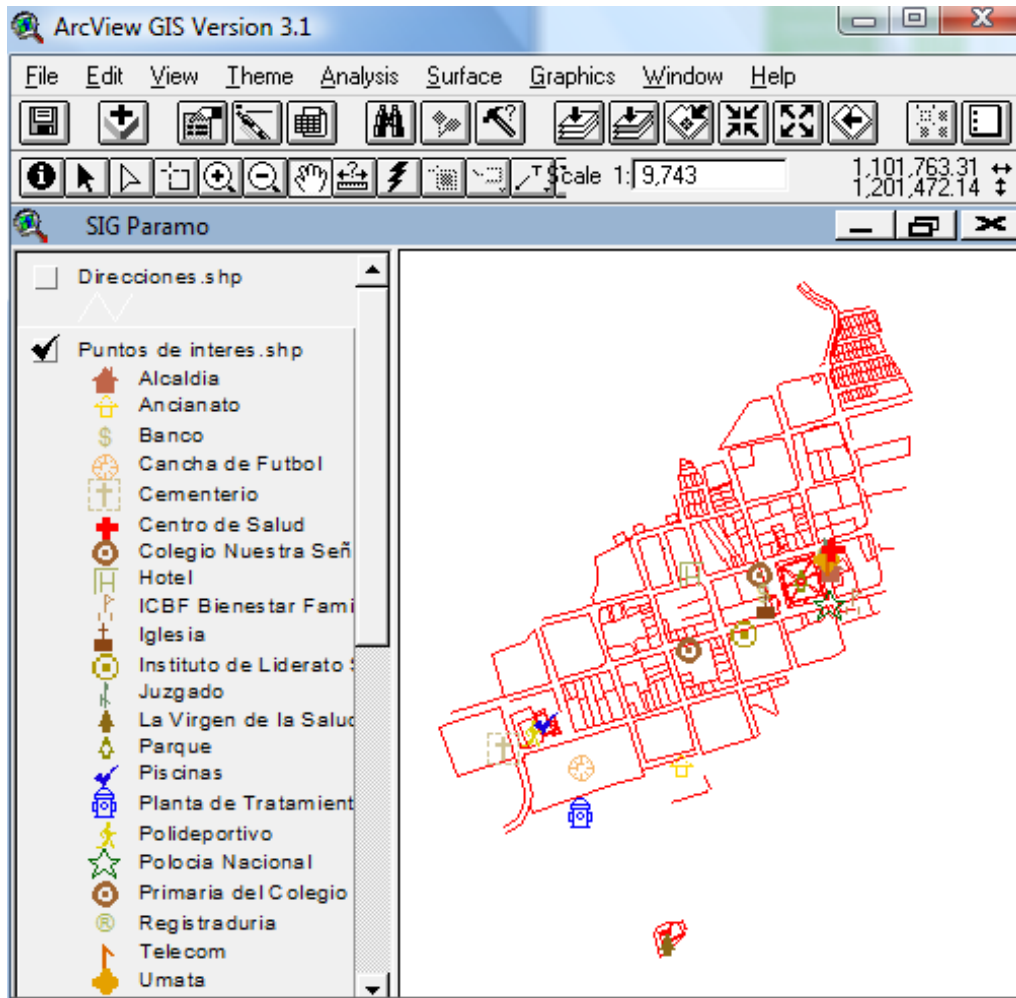 ArcView GIS Version 3.1
File Edit View Theme Analysis Surface Graphics Window Help
Scale 1: 9,743
1,101,763.31
1,201,472.14
SIG Paramo
Direcciones.shp
Puntos de interes.shp
Alcaldia
Ancianato
$ Banco
Cancha de Futbol
Cementerio
Centro de Salud
Colegio Nuestra Señ
H Hotel
ICBF Bienestar Fami
Iglesia
Instituto de Liderato S
Juzgado
La Virgen de la Salud
Parque
Piscinas
Planta de Tratamient
Polideportivo
Polocia Nacional
Primaria del Colegio
® Registraduria
Telecom
Umata
H